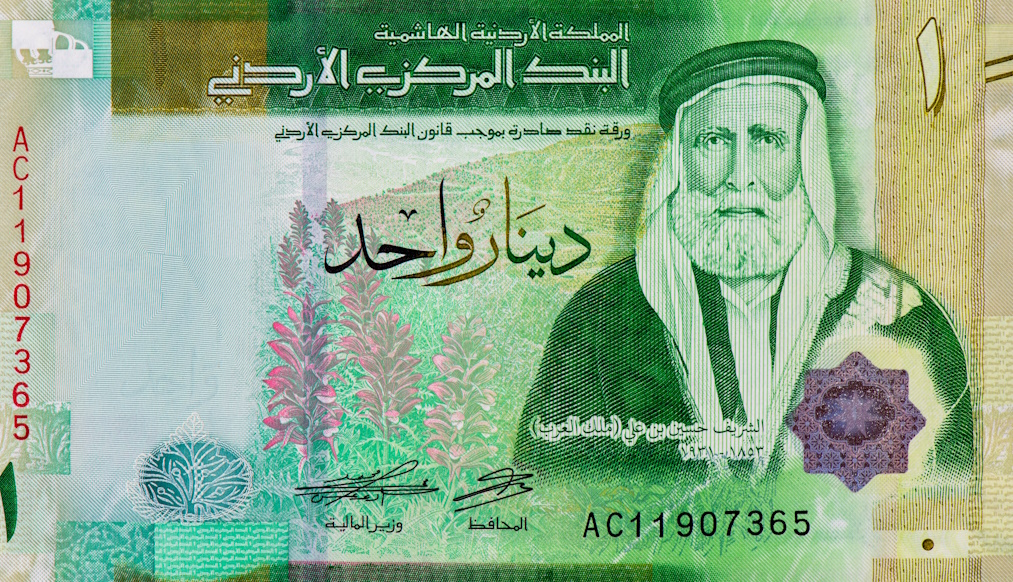 المملكة الأردنية الهاشمية
البنك المركزي الأردني
ورقة نقد صادرة بموجب قانون البنك المركزي الأردني
دينار واحد
١
الشريف حسين بن علي (ملك العرب)
١٨٥٣-١٩٣١
المحافظ
وزير المالية
AC11907365
AC11907365